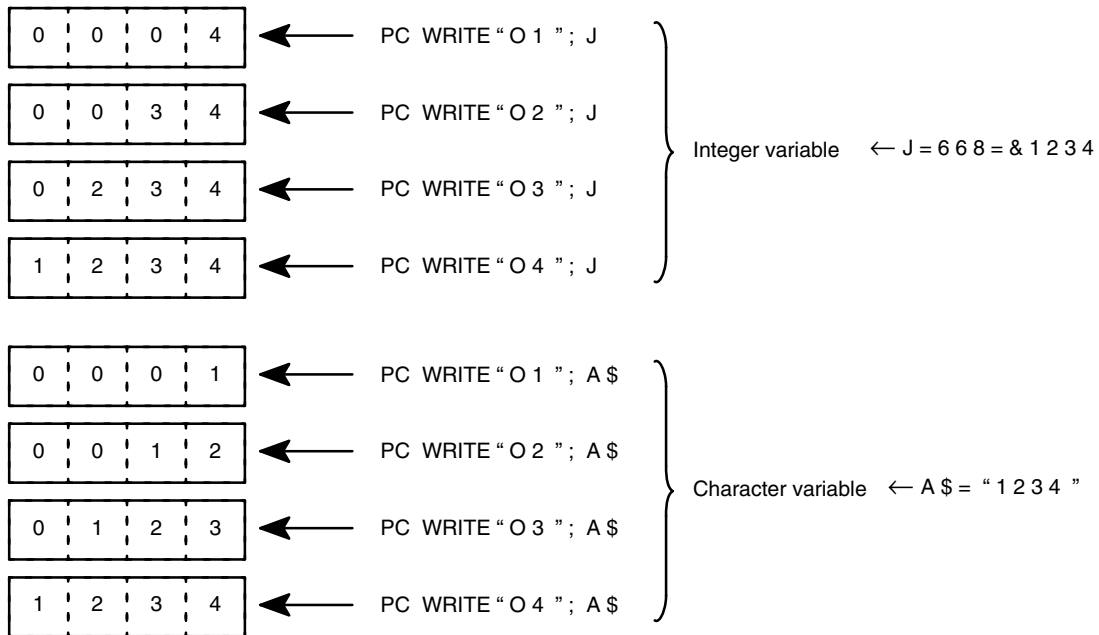 0 0 0 4 PC WRITE “ O 1 ” ; J
0 0 3 4 PC WRITE “ O 2 ” ; J
Integer variable ← J = 6 6 8 = & 1 2 3 4
0 2 3 4 PC WRITE “ O 3 ” ; J
1 2 3 4 PC WRITE “ O 4 ” ; J
0 0 0 1 PC WRITE “ O 1 ” ; A $
0 0 1 2 PC WRITE “ O 2 ” ; A $
Character variable ← A $ = “ 1 2 3 4 ”
0 1 2 3 PC WRITE “ O 3 ” ; A $
1 2 3 4 PC WRITE “ O 4 ” ; A $